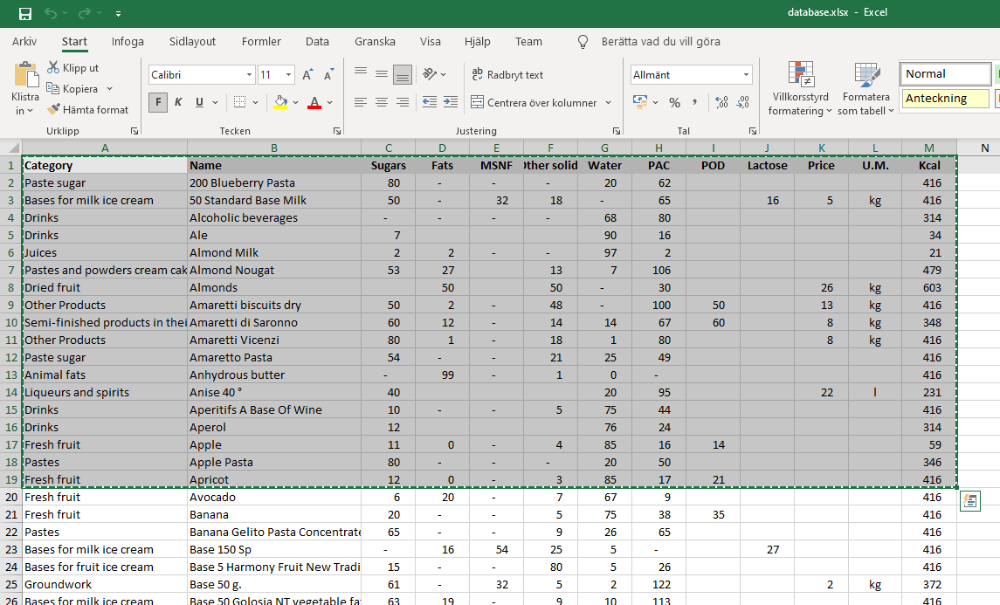 database.xlsx - Excel
Arkiv Start Infoga Sidlayout Formler Data Granska Visa Hjälp Team Berätta vad du vill göra
Klistra in
Klipp ut
Kopiera
Hämta format
Urklipp
Calibri 11 A A
F K U A
Tecken
ab Radbryt text
Centrera över kolumner
Justering
Allmänt
% ,00 ,00
Tal
Villkorsstyrd formatering
Formatera som tabell
Normal
Anteckning
A B C D E F G H I J K L M N
1 Category Name Sugars Fats MSNF Other solid Water PAC POD Lactose Price U.M. Kcal
2 Paste sugar 200 Blueberry Pasta 80 - - - 20 62 416
3 Bases for milk ice cream 50 Standard Base Milk 50 - 32 18 - 65 16 5 kg 416
4 Drinks Alcoholic beverages - - - - 68 80 314
5 Drinks Ale 7 90 16 34
6 Juices Almond Milk 2 2 - - 97 2 21
7 Pastes and powders cream cak Almond Nougat 53 27 13 7 106 479
8 Dried fruit Almonds 50 50 - 30 26 kg 603
9 Other Products Amaretti biscuits dry 50 2 - 48 - 100 50 13 kg 416
10 Semi-finished products in thei Amaretti di Saronno 60 12 - 14 14 67 60 8 kg 348
11 Other Products Amaretti Vicenzi 80 1 - 18 1 80 8 kg 416
12 Paste sugar Amaretto Pasta 54 - - 21 25 49 416
13 Animal fats Anhydrous butter - 99 - 1 0 - 416
14 Liqueurs and spirits Anise 40 ° 40 20 95 22 l 231
15 Drinks Aperitifs A Base Of Wine 10 - - 5 75 44 416
16 Drinks Aperol 12 76 24 314
17 Fresh fruit Apple 11 0 - 4 85 16 14 59
18 Pastes Apple Pasta 80 - - - 20 50 346
19 Fresh fruit Apricot 12 0 - 3 85 17 21 416
20 Fresh fruit Avocado 6 20 - 7 67 9 416
21 Fresh fruit Banana 20 - - 5 75 38 35 416
22 Pastes Banana Gelito Pasta Concentrate 65 - - 9 26 65 416
23 Bases for milk ice cream Base 150 Sp - 16 54 25 5 - 27 416
24 Bases for fruit ice cream Base 5 Harmony Fruit New Tradi 15 - - 80 5 26 416
25 Groundwork Base 50 g. 61 - 32 5 2 122 2 kg 372
26 Bases for milk ice cream Base 50 Golosia NT vegetable fa 63 19 - 9 10 113 416